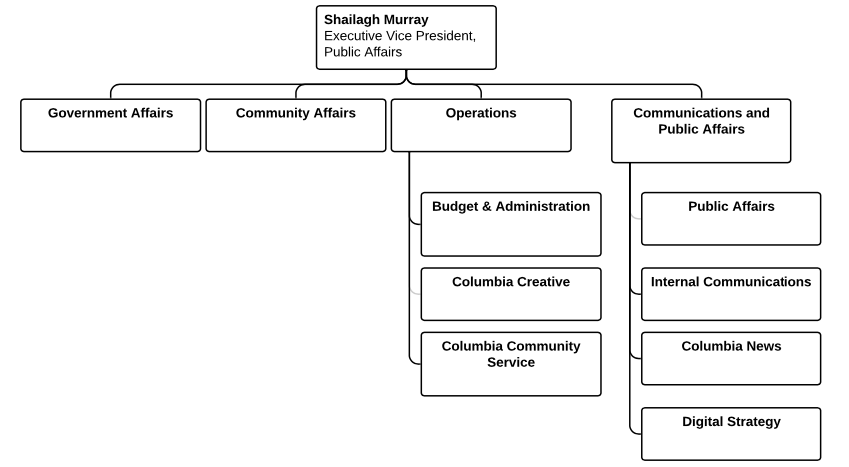 Shailagh Murray
Executive Vice President,
Public Affairs
Government Affairs
Community Affairs
Operations
Communications and
Public Affairs
Budget & Administration
Columbia Creative
Columbia Community
Service
Public Affairs
Internal Communications
Columbia News
Digital Strategy